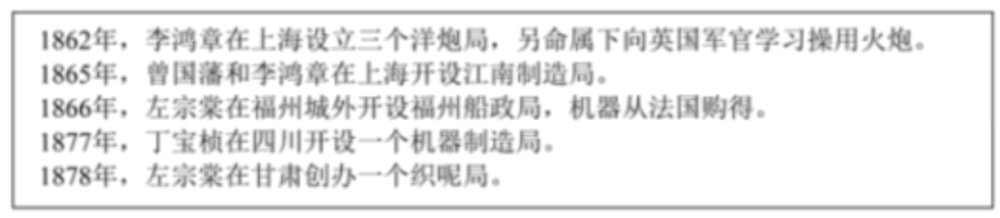 1862年，李鸿章在上海设立三个洋炮局，另命属下向英国军官学习操用火炮。
1865年，曾国藩和李鸿章在上海开设江南制造局。
1866年，左宗棠在福州城外开设福州船政局，机器从法国购得。
1877年，丁宝桢在四川开设一个机器制造局。
1878年，左宗棠在甘肃创办一个织呢局。